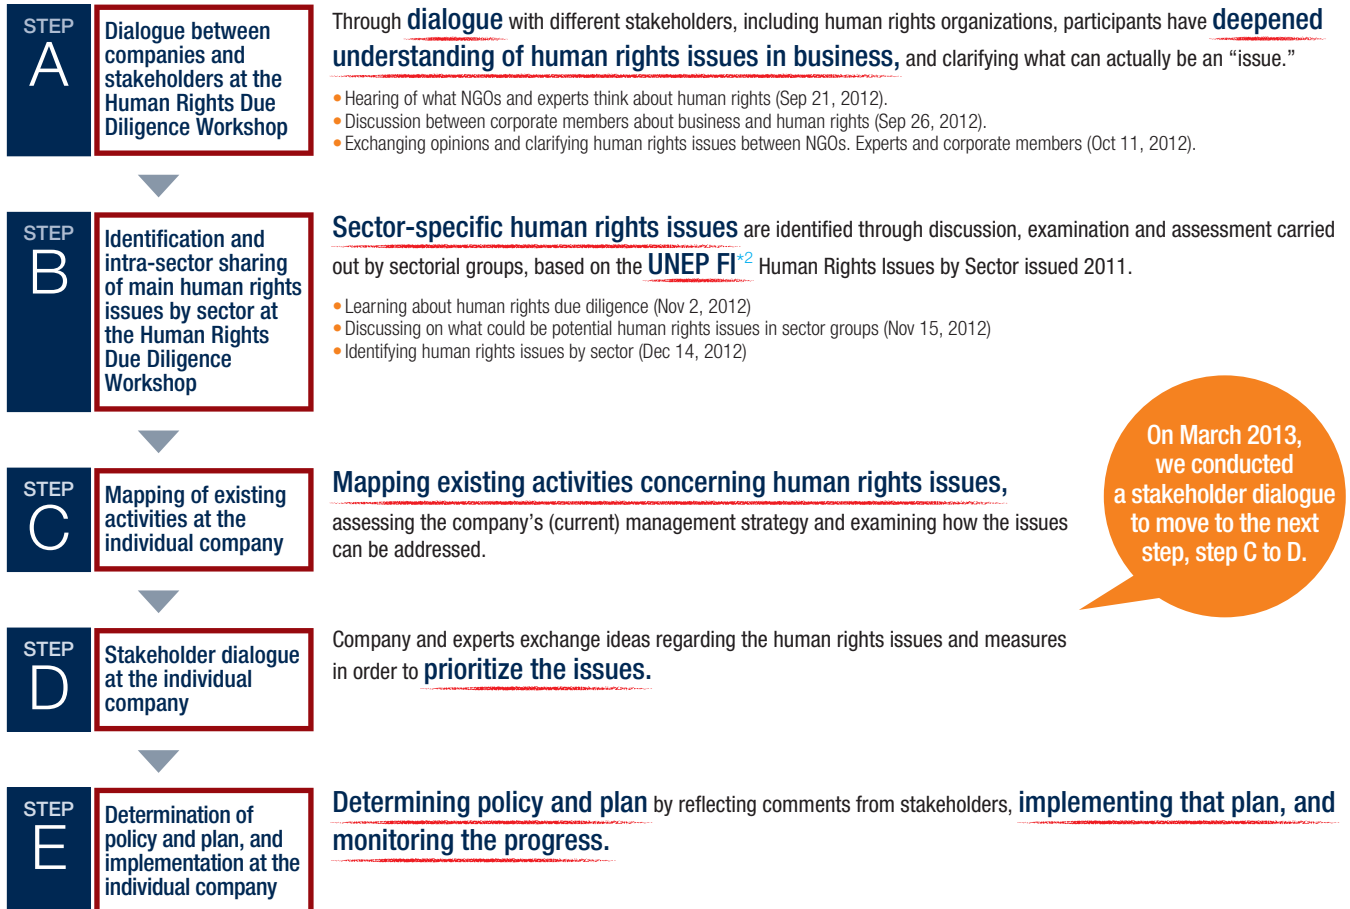 STEP
A
Dialogue between
companies and
stakeholders at the
Human Rights Due
Diligence Workshop
Through dialogue with different stakeholders, including human rights organizations, participants have deepened
understanding of human rights issues in business, and clarifying what can actually be an “issue.”
• Hearing of what NGOs and experts think about human rights (Sep 21, 2012).
• Discussion between corporate members about business and human rights (Sep 26, 2012).
• Exchanging opinions and clarifying human rights issues between NGOs. Experts and corporate members (Oct 11, 2012).
STEP
B
Identification and
intra-sector sharing
of main human rights
issues by sector at
the Human Rights
Due Diligence
Workshop
Sector-specific human rights issues are identified through discussion, examination and assessment carried
out by sectorial groups, based on the UNEP FI*2 Human Rights Issues by Sector issued 2011.
• Learning about human rights due diligence (Nov 2, 2012)
• Discussing on what could be potential human rights issues in sector groups (Nov 15, 2012)
• Identifying human rights issues by sector (Dec 14, 2012)
On March 2013,
we conducted
a stakeholder dialogue
to move to the next
step, step C to D.
STEP
C
Mapping of existing
activities at the
individual company
Mapping existing activities concerning human rights issues,
assessing the company’s (current) management strategy and examining how the issues
can be addressed.
STEP
D
Stakeholder dialogue
at the individual
company
Company and experts exchange ideas regarding the human rights issues and measures
in order to prioritize the issues.
STEP
E
Determination of
policy and plan, and
implementation at the
individual company
Determining policy and plan by reflecting comments from stakeholders, implementing that plan, and
monitoring the progress.